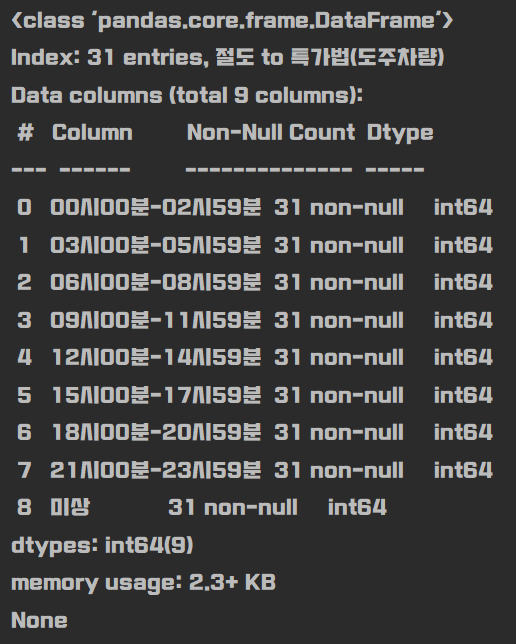 <class 'pandas.core.frame.DataFrame'>
Index: 31 entries, 절도 to 특가법(도주차량)
Data columns (total 9 columns):
 #   Column         Non-Null Count  Dtype
---  ------         --------------  -----
 0   00시00분-02시59분  31 non-null     int64
 1   03시00분-05시59분  31 non-null     int64
 2   06시00분-08시59분  31 non-null     int64
 3   09시00분-11시59분  31 non-null     int64
 4   12시00분-14시59분  31 non-null     int64
 5   15시00분-17시59분  31 non-null     int64
 6   18시00분-20시59분  31 non-null     int64
 7   21시00분-23시59분  31 non-null     int64
 8   미상             31 non-null     int64
dtypes: int64(9)
memory usage: 2.3+ KB
None